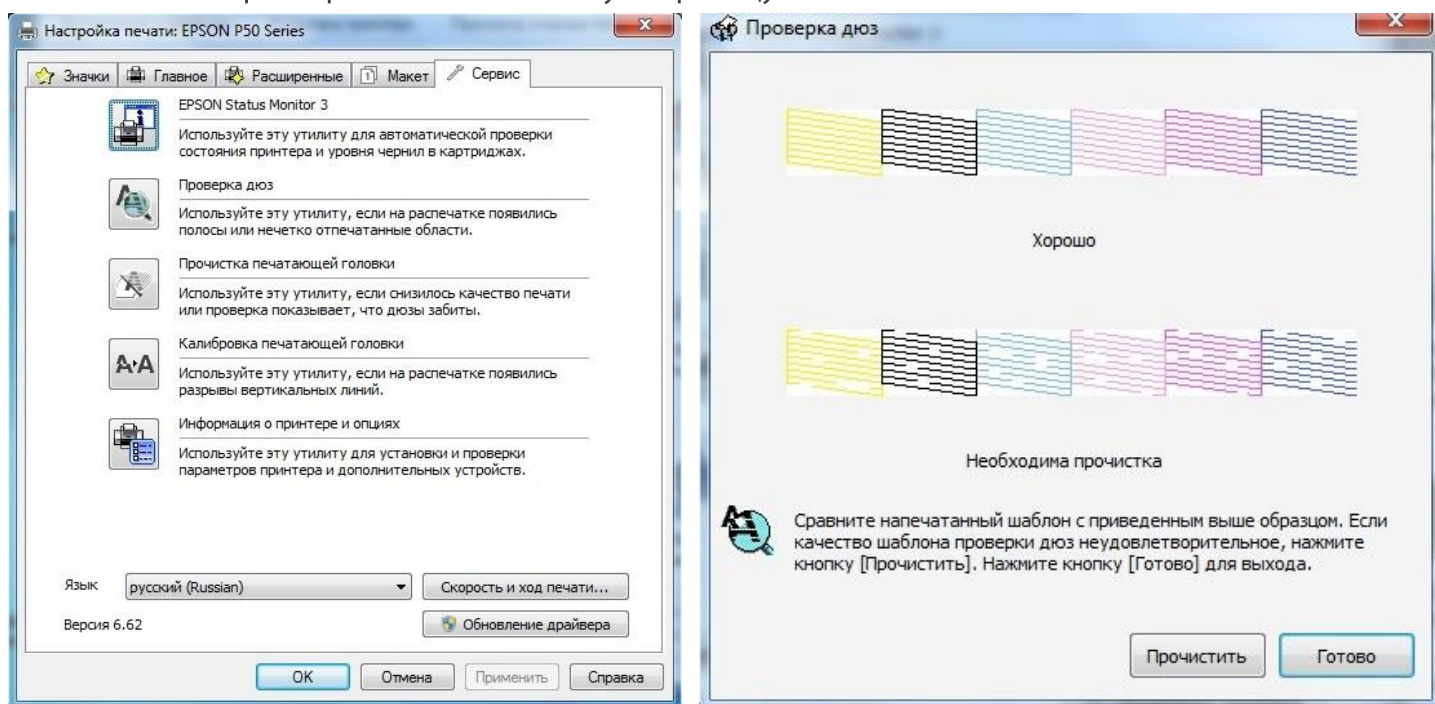 Настройка печати: EPSON P50 Series
Значки
Главное
Расширенные
Макет
Сервис
EPSON Status Monitor 3
Используйте эту утилиту для автоматической проверки
состояния принтера и уровня чернил в картриджах.
Проверка дюз
Используйте эту утилиту, если на распечатке появились
полосы или нечетко отпечатанные области.
Прочистка печатающей головки
Используйте эту утилиту, если снизилось качество печати
или проверка показывает, что дюзы забиты.
Калибровка печатающей головки
Используйте эту утилиту, если на распечатке появились
разрывы вертикальных линий.
Информация о принтере и опциях
Используйте эту утилиту для установки и проверки
параметров принтера и дополнительных устройств.
Язык
русский (Russian)
Скорость и ход печати...
Версия 6.62
Обновление драйвера
OK
Отмена
Применить
Справка
Проверка дюз
Хорошо
Необходима прочистка
Сравните напечатанный шаблон с приведенным выше образцом. Если
качество шаблона проверки дюз неудовлетворительное, нажмите
кнопку [Прочистить]. Нажмите кнопку [Готово] для выхода.
Прочистить
Готово